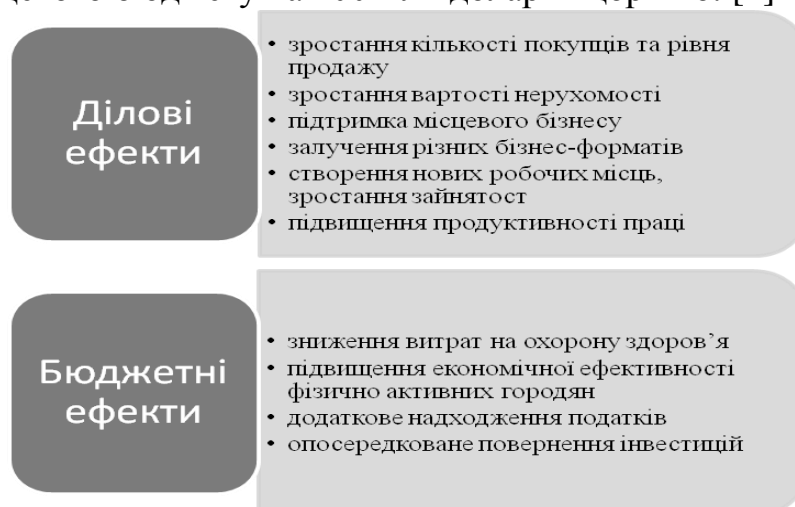 Ділові
ефекти
• зростання кількості покупців та рівня
продажу
• зростання вартості нерухомості
• підтримка місцевого бізнесу
• залучення різних бізнес-форматів
• створення нових робочих місць,
зростання зайнятост
• підвищення продуктивності праці
Бюджетні
ефекти
• зниження витрат на охорону здоров’я
• підвищення економічної ефективності
фізично активних городян
• додаткове надходження податків
• опосередковане повернення інвестицій